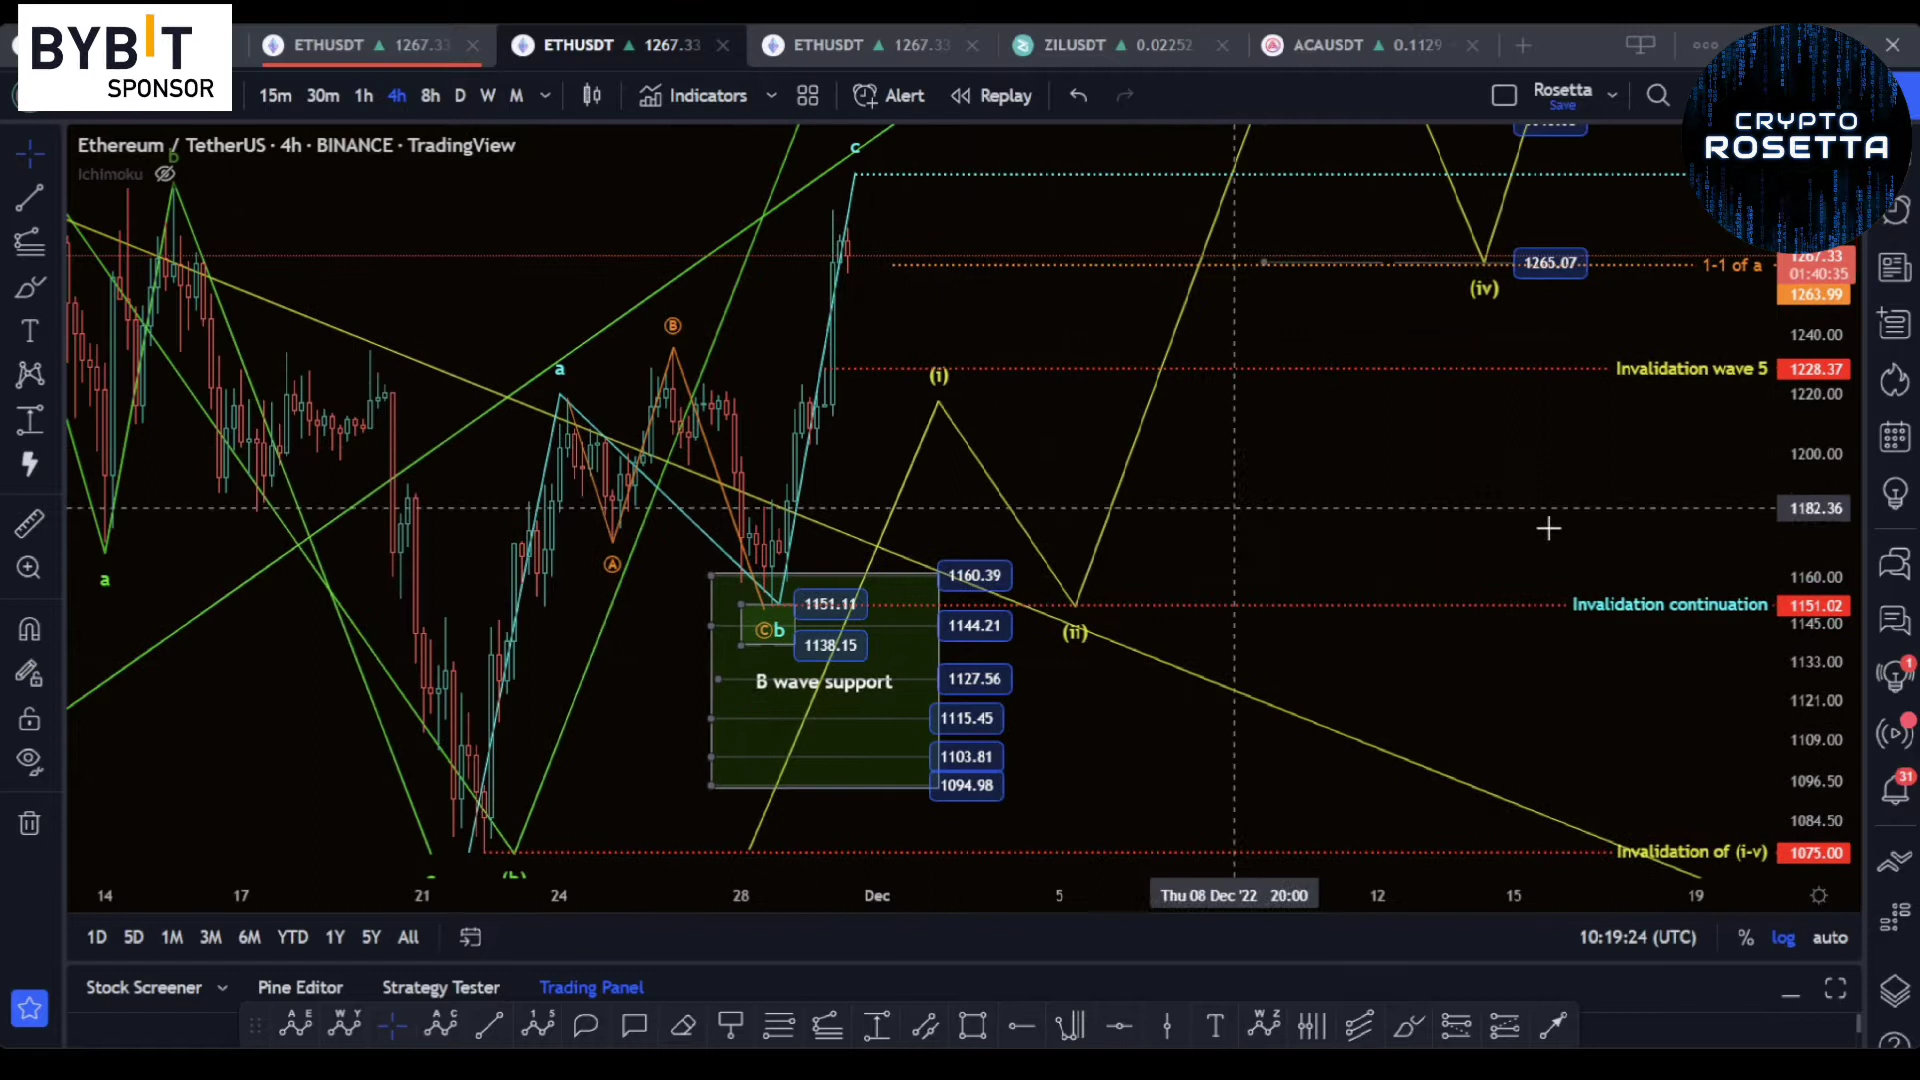 BYBIT
SPONSOR
ETHUSDT 1267.33 ETHUSDT 1267.33 ETHUSDT 1267.33 ZILUSDT 0.02252 ACAUSDT 0.1129
15m 30m 1h 4h 8h D W M Indicators Alert Replay Rosetta
Save
CRYPTO
ROSETTA
Ethereum / TetherUS · 4h · BINANCE · TradingView
Ichimoku
b
c
1267.33
01:40:35
1-1 of a
1265.07
(iv)
1263.99
B
1240.00
a
(i)
Invalidation wave 5 1228.37
1220.00
1200.00
1182.36
A
a
1160.39
1160.00
1151.11
Invalidation continuation 1151.02
C b
1144.21
(ii)
1145.00
1138.15
1133.00
B wave support
1127.56
1121.00
1115.45
1109.00
1103.81
1094.98
1096.50
1084.50
Invalidation of (i-v) 1075.00
14 17 21 24 28 Dec 5 Thu 08 Dec '22 20:00 12 15 19
1D 5D 1M 3M 6M YTD 1Y 5Y All 10:19:24 (UTC) % log auto
Stock Screener Pine Editor Strategy Tester Trading Panel
1
31